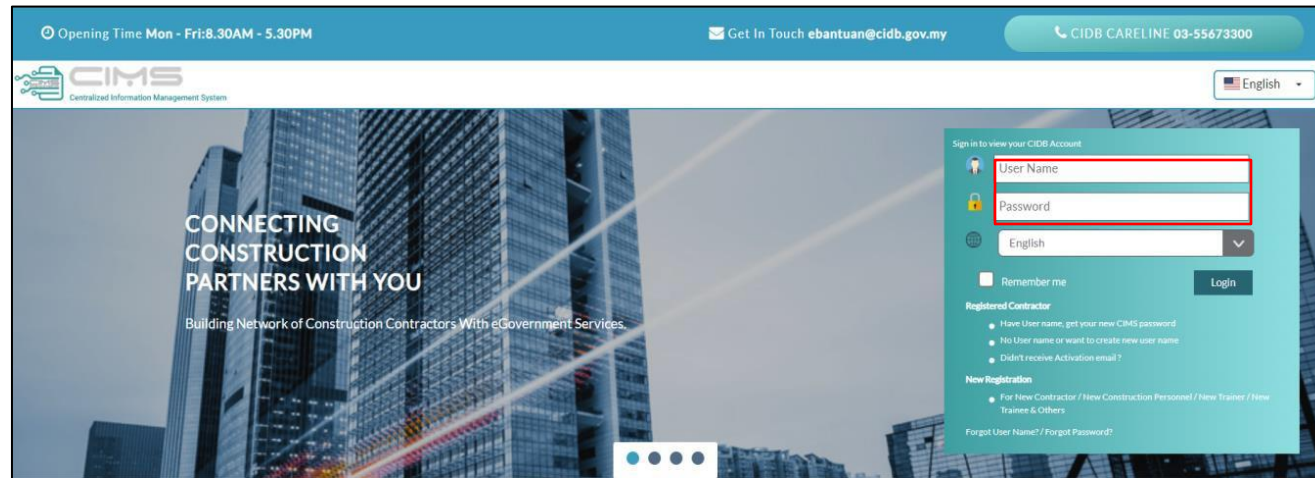 Opening Time Mon - Fri:8.30AM - 5.30PM
Get In Touch ebantuan@cidb.gov.my
CIDB CARELINE 03-55673300
CIMS
Centralized Information Management System
English
CONNECTING
CONSTRUCTION
PARTNERS WITH YOU
Building Network of Construction Contractors With eGovernment Services.
Sign in to view your CIDB Account
User Name
Password
English
Remember me
Login
Registered Contractor
Have User name, get your new CIMS password
No User name or want to create new user name
Didn't receive Activation email ?
New Registration
For New Contractor / New Construction Personnel / New Trainer / New
Trainee & Others
Forgot User Name? / Forgot Password?